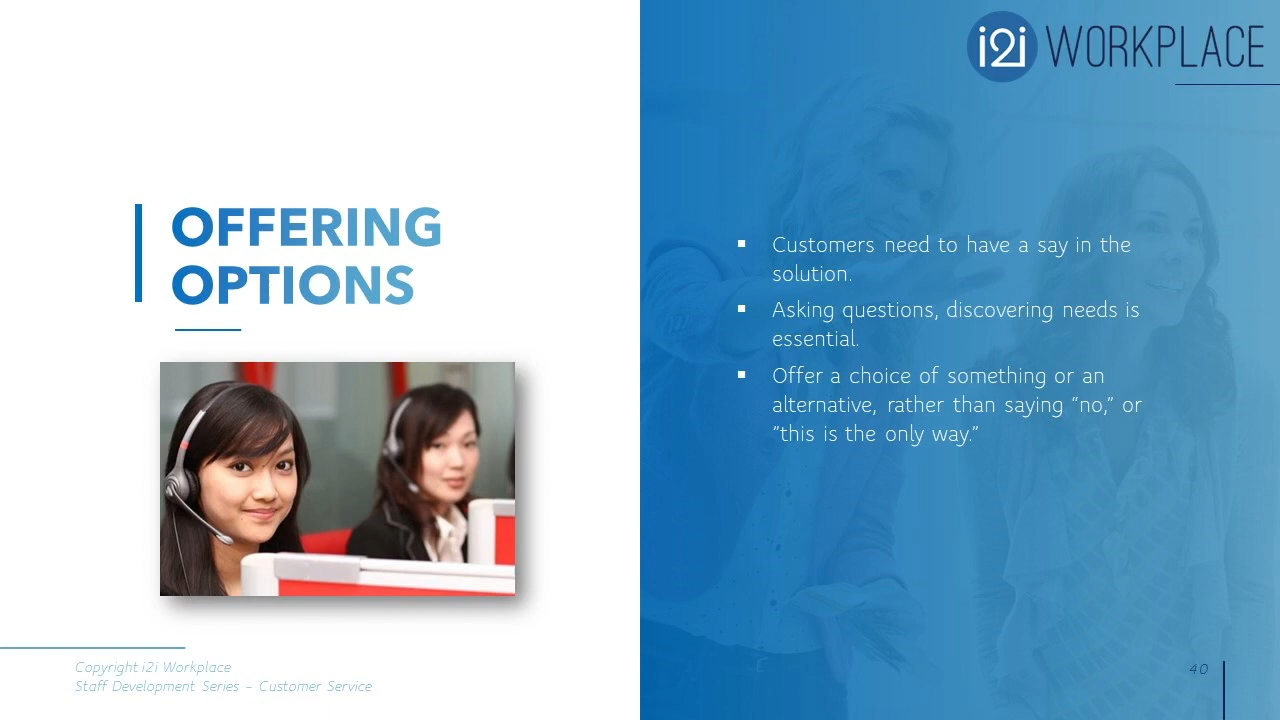 i2i WORKPLACE
OFFERING
OPTIONS
▪ Customers need to have a say in the
solution.
▪ Asking questions, discovering needs is
essential.
▪ Offer a choice of something or an
alternative, rather than saying “no,” or
”this is the only way.”
Copyright i2i Workplace
Staff Development Series – Customer Service
40